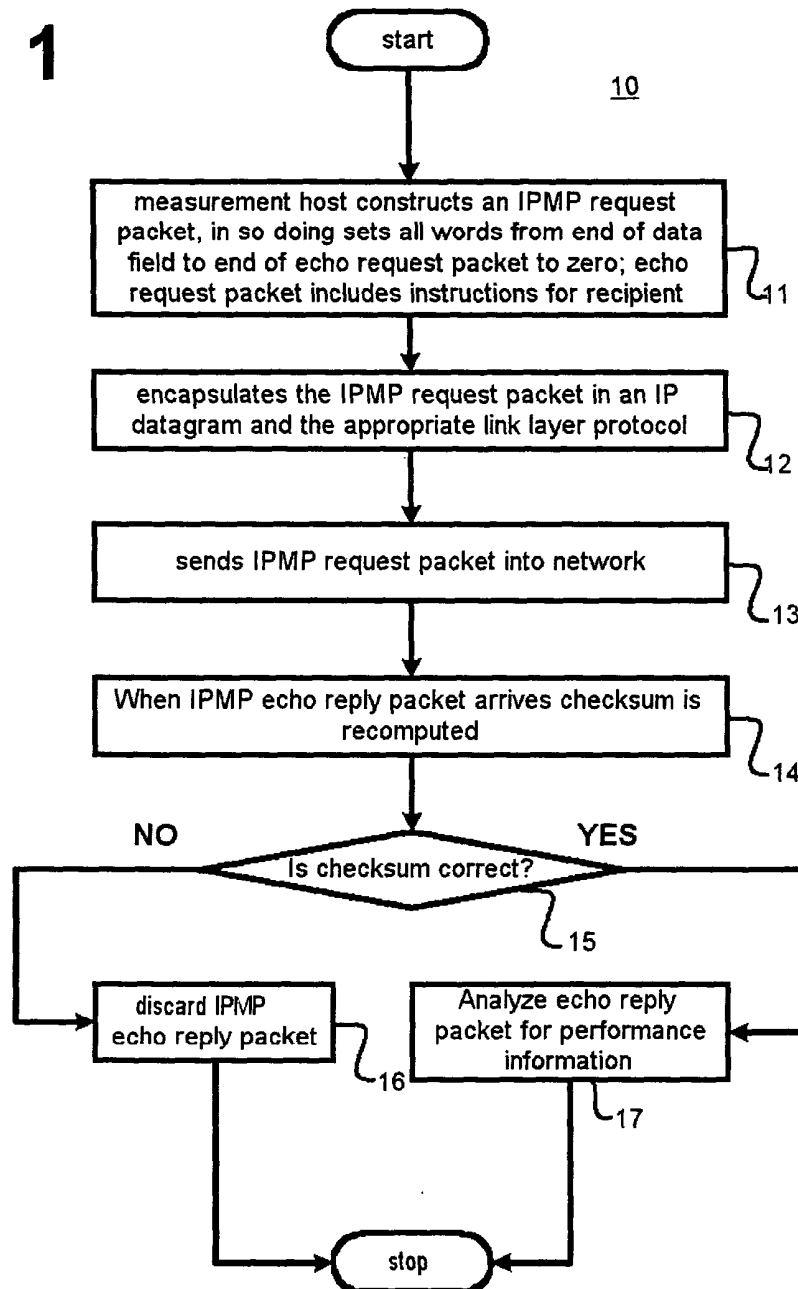 1
start
10
measurement host constructs an IPMP request
packet, in so doing sets all words from end of data
field to end of echo request packet to zero; echo
request packet includes instructions for recipient
11
encapsulates the IPMP request packet in an IP
datagram and the appropriate link layer protocol
12
sends IPMP request packet into network
13
When IPMP echo reply packet arrives checksum is
recomputed
14
NO
YES
Is checksum correct?
15
discard IPMP
echo reply packet
16
Analyze echo reply
packet for performance
information
17
stop